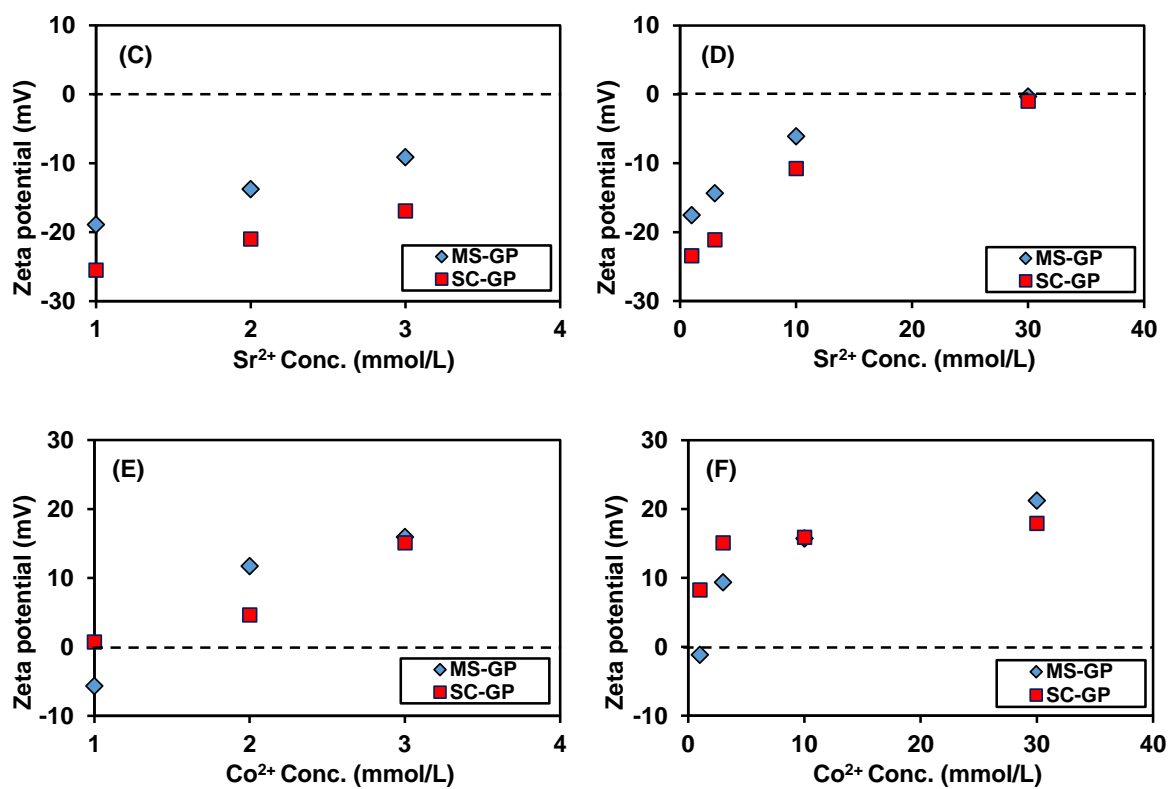 (C)
Zeta potential (mV)
10
0
-10
-20
-30
1
2
3
4
Sr²⁺ Conc. (mmol/L)
MS-GP
SC-GP
(D)
Zeta potential (mV)
10
0
-10
-20
-30
0
10
20
30
40
Sr²⁺ Conc. (mmol/L)
MS-GP
SC-GP
(E)
Zeta potential (mV)
30
20
10
0
-10
1
2
3
4
Co²⁺ Conc. (mmol/L)
MS-GP
SC-GP
(F)
Zeta potential (mV)
30
20
10
0
-10
0
10
20
30
40
Co²⁺ Conc. (mmol/L)
MS-GP
SC-GP